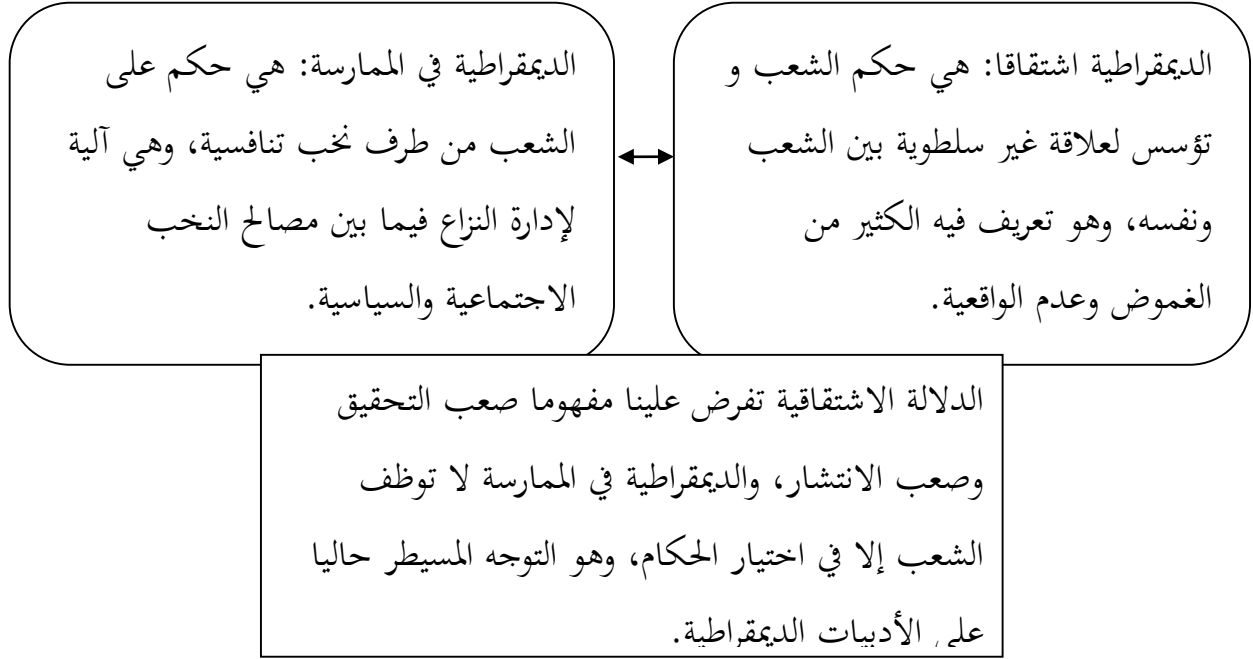 الديمقراطية اشتقاقا: هي حكم الشعب و
تؤسس لعلاقة غير سلطوية بين الشعب
ونفسه، وهو تعريف فيه الكثير من
الغموض وعدم الواقعية.
الديمقراطية في الممارسة: هي حكم على
الشعب من طرف نخب تنافسية، وهي آلية
لإدارة النزاع فيما بين مصالح النخب
الاجتماعية والسياسية.
الدلالة الاشتقاقية تفرض علينا مفهوما صعب التحقيق
وصعب الانتشار، والديمقراطية في الممارسة لا توظف
الشعب إلا في اختيار الحكام، وهو التوجه المسيطر حاليا
على الأدبيات الديمقراطية.